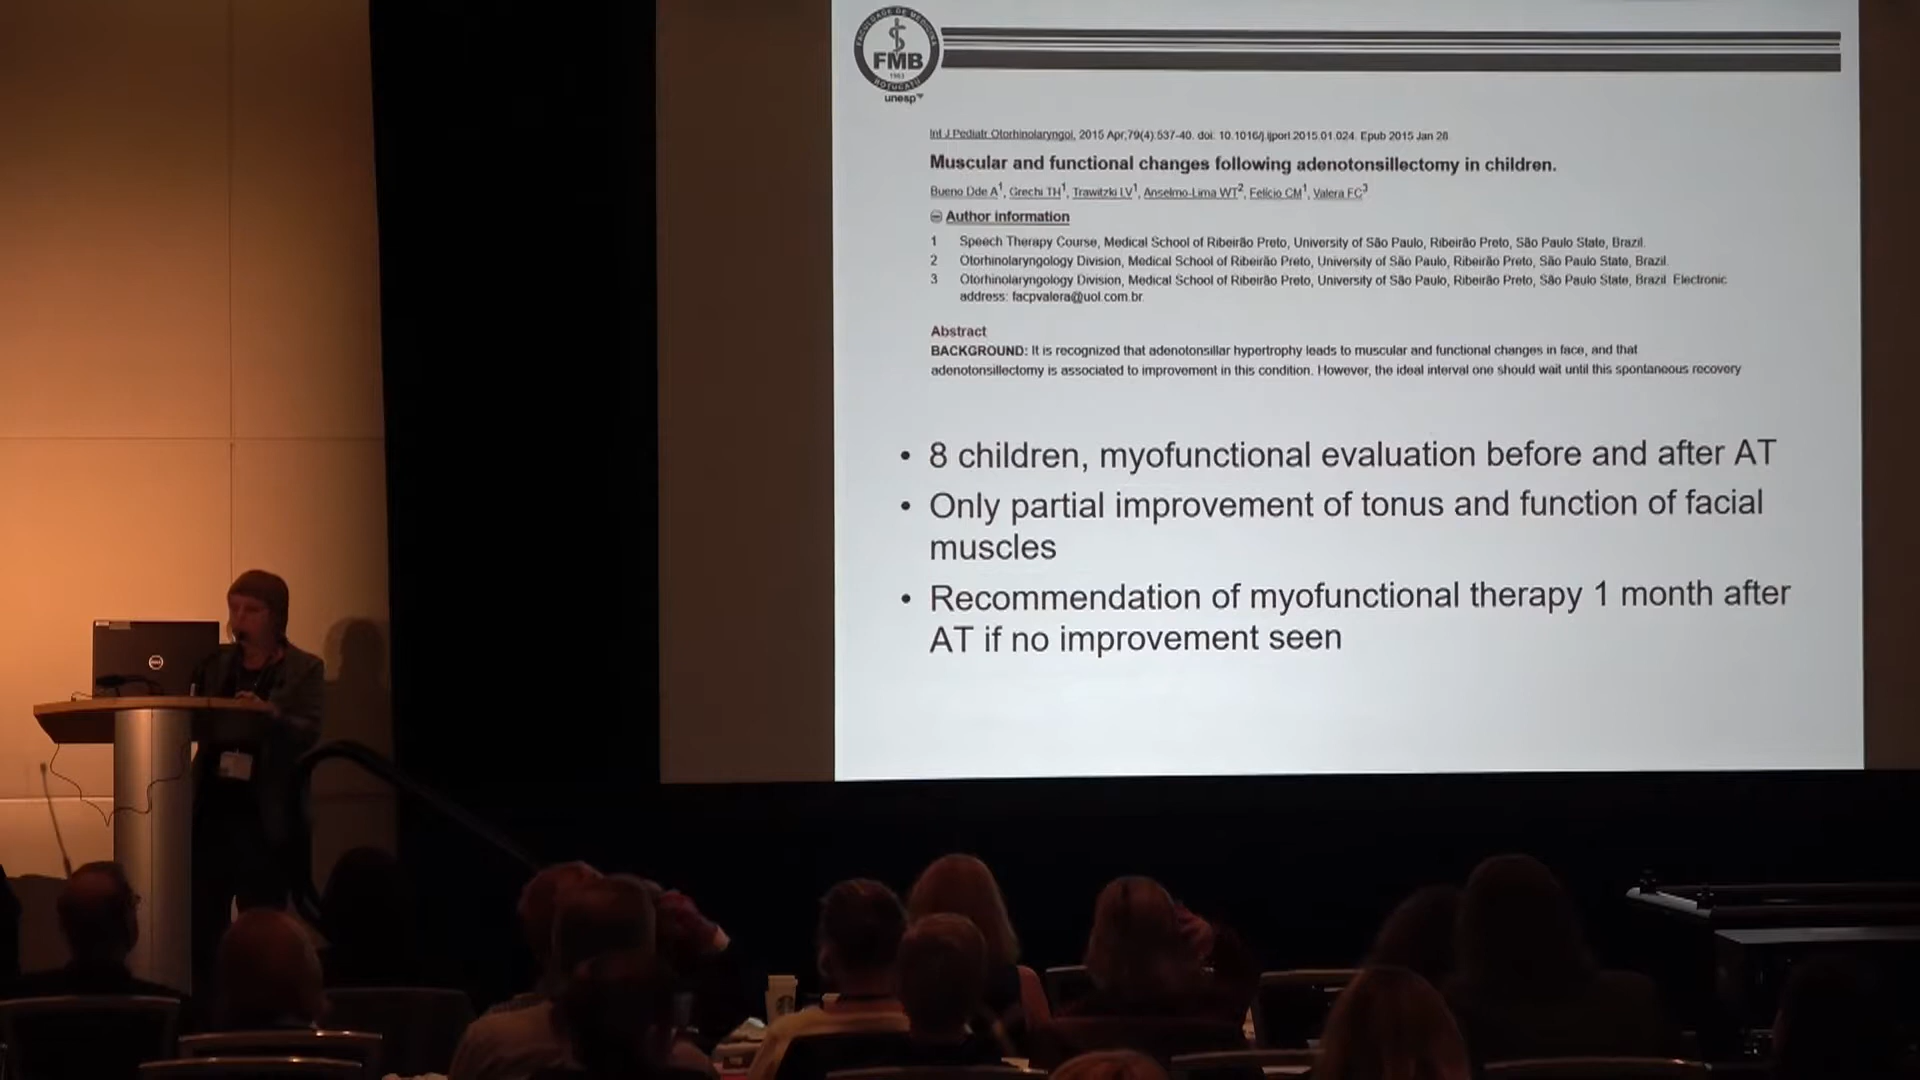 FACULDADE DE MEDICINA
FMB
1963
BOTUCATU
unesp
Int J Pediatr Otorhinolaryngol. 2015 Apr;79(4):537-40. doi: 10.1016/j.ijporl.2015.01.024. Epub 2015 Jan 28.
Muscular and functional changes following adenotonsillectomy in children.
Bueno Dde A1, Grechi TH1, Trawitzki LV1, Anselmo-Lima WT2, Felício CM1, Valera FC3
Author information
1 Speech Therapy Course, Medical School of Ribeirão Preto, University of São Paulo, Ribeirão Preto, São Paulo State, Brazil.
2 Otorhinolaryngology Division, Medical School of Ribeirão Preto, University of São Paulo, Ribeirão Preto, São Paulo State, Brazil.
3 Otorhinolaryngology Division, Medical School of Ribeirão Preto, University of São Paulo, Ribeirão Preto, São Paulo State, Brazil. Electronic
address: facpvalera@uol.com.br.
Abstract
BACKGROUND: It is recognized that adenotonsillar hypertrophy leads to muscular and functional changes in face, and that
adenotonsillectomy is associated to improvement in this condition. However, the ideal interval one should wait until this spontaneous recovery
• 8 children, myofunctional evaluation before and after AT
• Only partial improvement of tonus and function of facial
muscles
• Recommendation of myofunctional therapy 1 month after
AT if no improvement seen